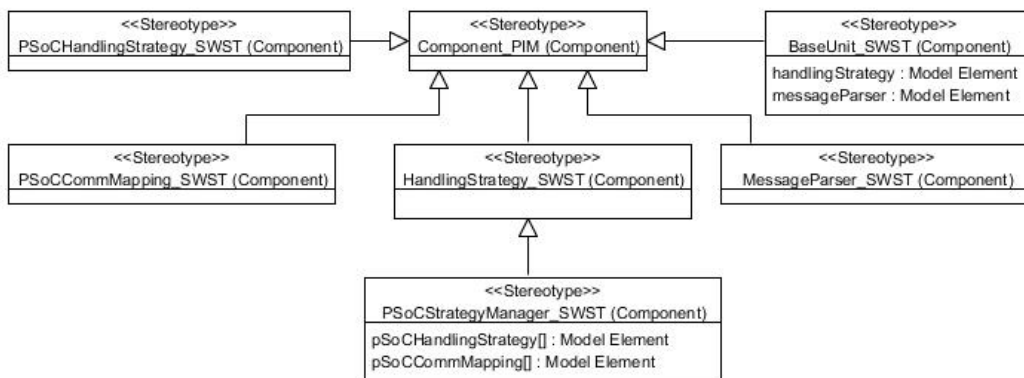 <<Stereotype>>
PSoCHandlingStrategy_SWST (Component)
<<Stereotype>>
Component_PIM (Component)
<<Stereotype>>
BaseUnit_SWST (Component)
handlingStrategy : Model Element
messageParser : Model Element
<<Stereotype>>
PSoCCommMapping_SWST (Component)
<<Stereotype>>
HandlingStrategy_SWST (Component)
<<Stereotype>>
MessageParser_SWST (Component)
<<Stereotype>>
PSoCStrategyManager_SWST (Component)
pSoCHandlingStrategy[] : Model Element
pSoCCommMapping[] : Model Element